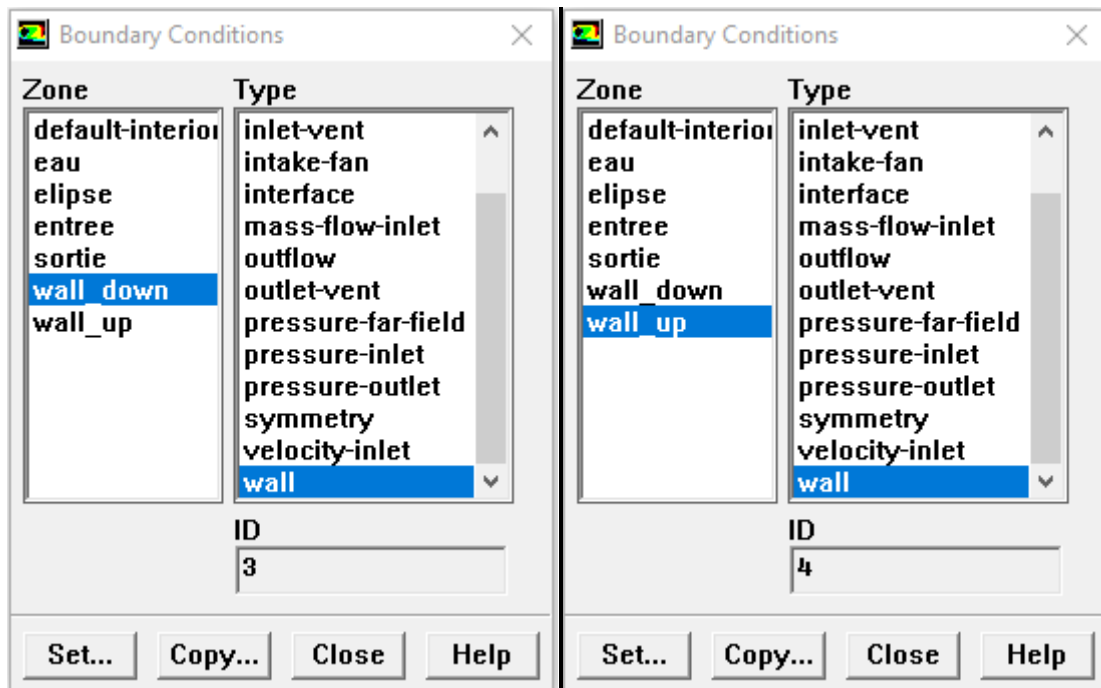 Boundary Conditions
Zone
default-interior
eau
elipse
entree
sortie
wall_down
wall_up
Type
inlet-vent
intake-fan
interface
mass-flow-inlet
outflow
outlet-vent
pressure-far-field
pressure-inlet
pressure-outlet
symmetry
velocity-inlet
wall
ID
3
Set... Copy... Close Help
Boundary Conditions
Zone
default-interior
eau
elipse
entree
sortie
wall_down
wall_up
Type
inlet-vent
intake-fan
interface
mass-flow-inlet
outflow
outlet-vent
pressure-far-field
pressure-inlet
pressure-outlet
symmetry
velocity-inlet
wall
ID
4
Set... Copy... Close Help